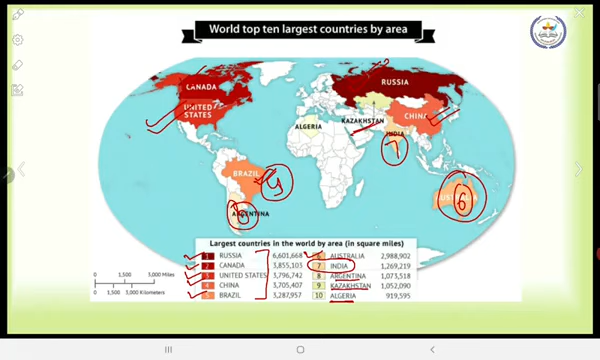 World top ten largest countries by area
CANADA
RUSSIA
UNITED
STATES
CHINA
KAZAKHSTAN
ALGERIA
INDIA
7
BRAZIL
6
ARGENTINA
Largest countries in the world by area (in square miles)
1 RUSSIA 6,601,668 6 AUSTRALIA 2,988,902
2 CANADA 3,855,103 7 INDIA 1,269,219
3 UNITED STATES 3,796,742 8 ARGENTINA 1,073,518
4 CHINA 3,705,407 9 KAZAKHSTAN 1,052,090
5 BRAZIL 3,287,957 10 ALGERIA 919,595
0 1,500 3,000 Miles
0 1,500 3,000 Kilometers